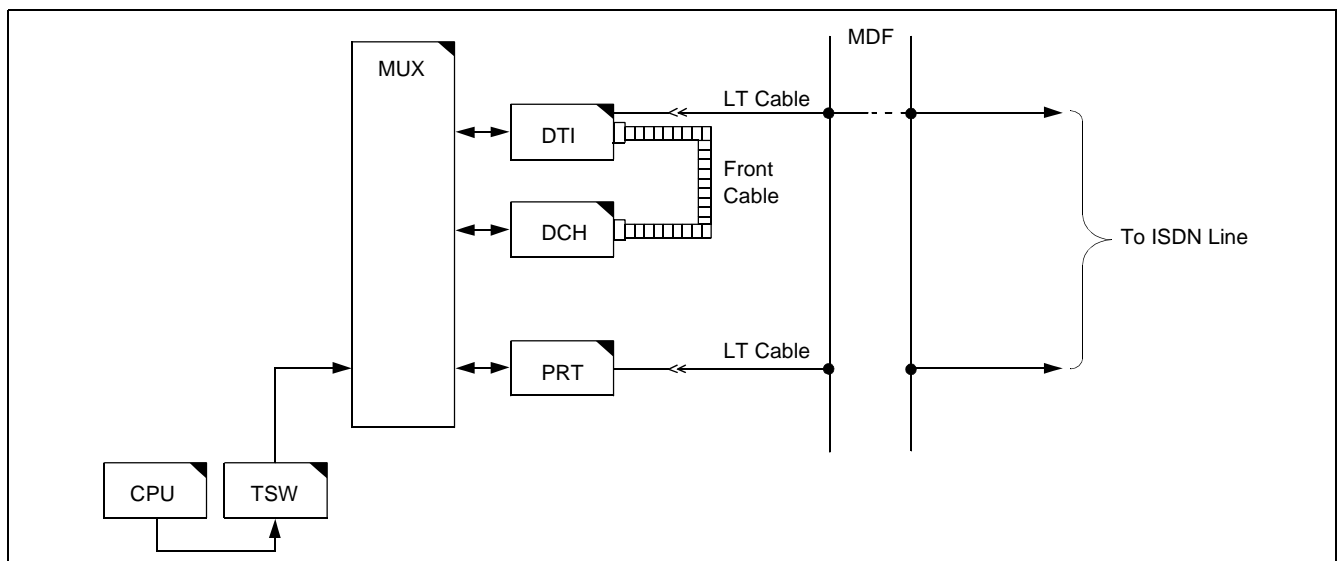 MDF
MUX
LT Cable
DTI
Front
Cable
DCH
To ISDN Line
LT Cable
PRT
CPU
TSW